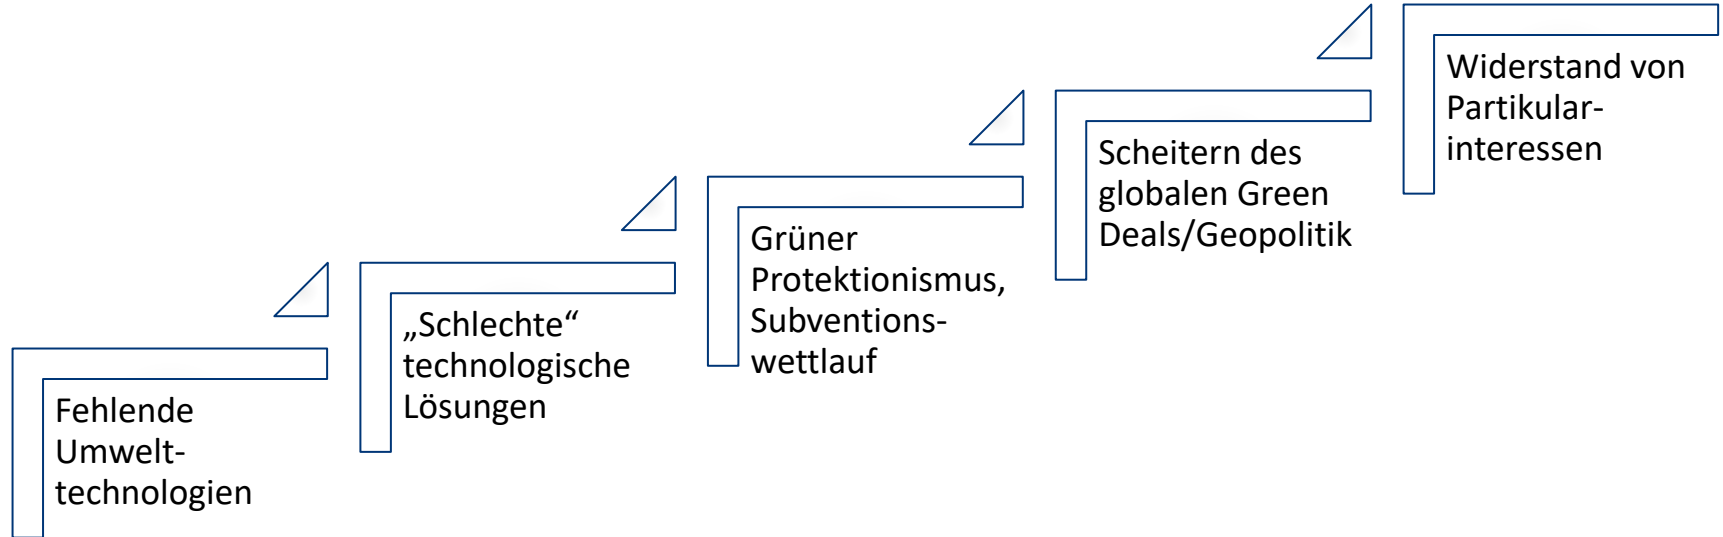 Fehlende
Umwelt-
technologien
„Schlechte“
technologische
Lösungen
Grüner
Protektionismus,
Subventions-
wettlauf
Scheitern des
globalen Green
Deals/Geopolitik
Widerstand von
Partikular-
interessen